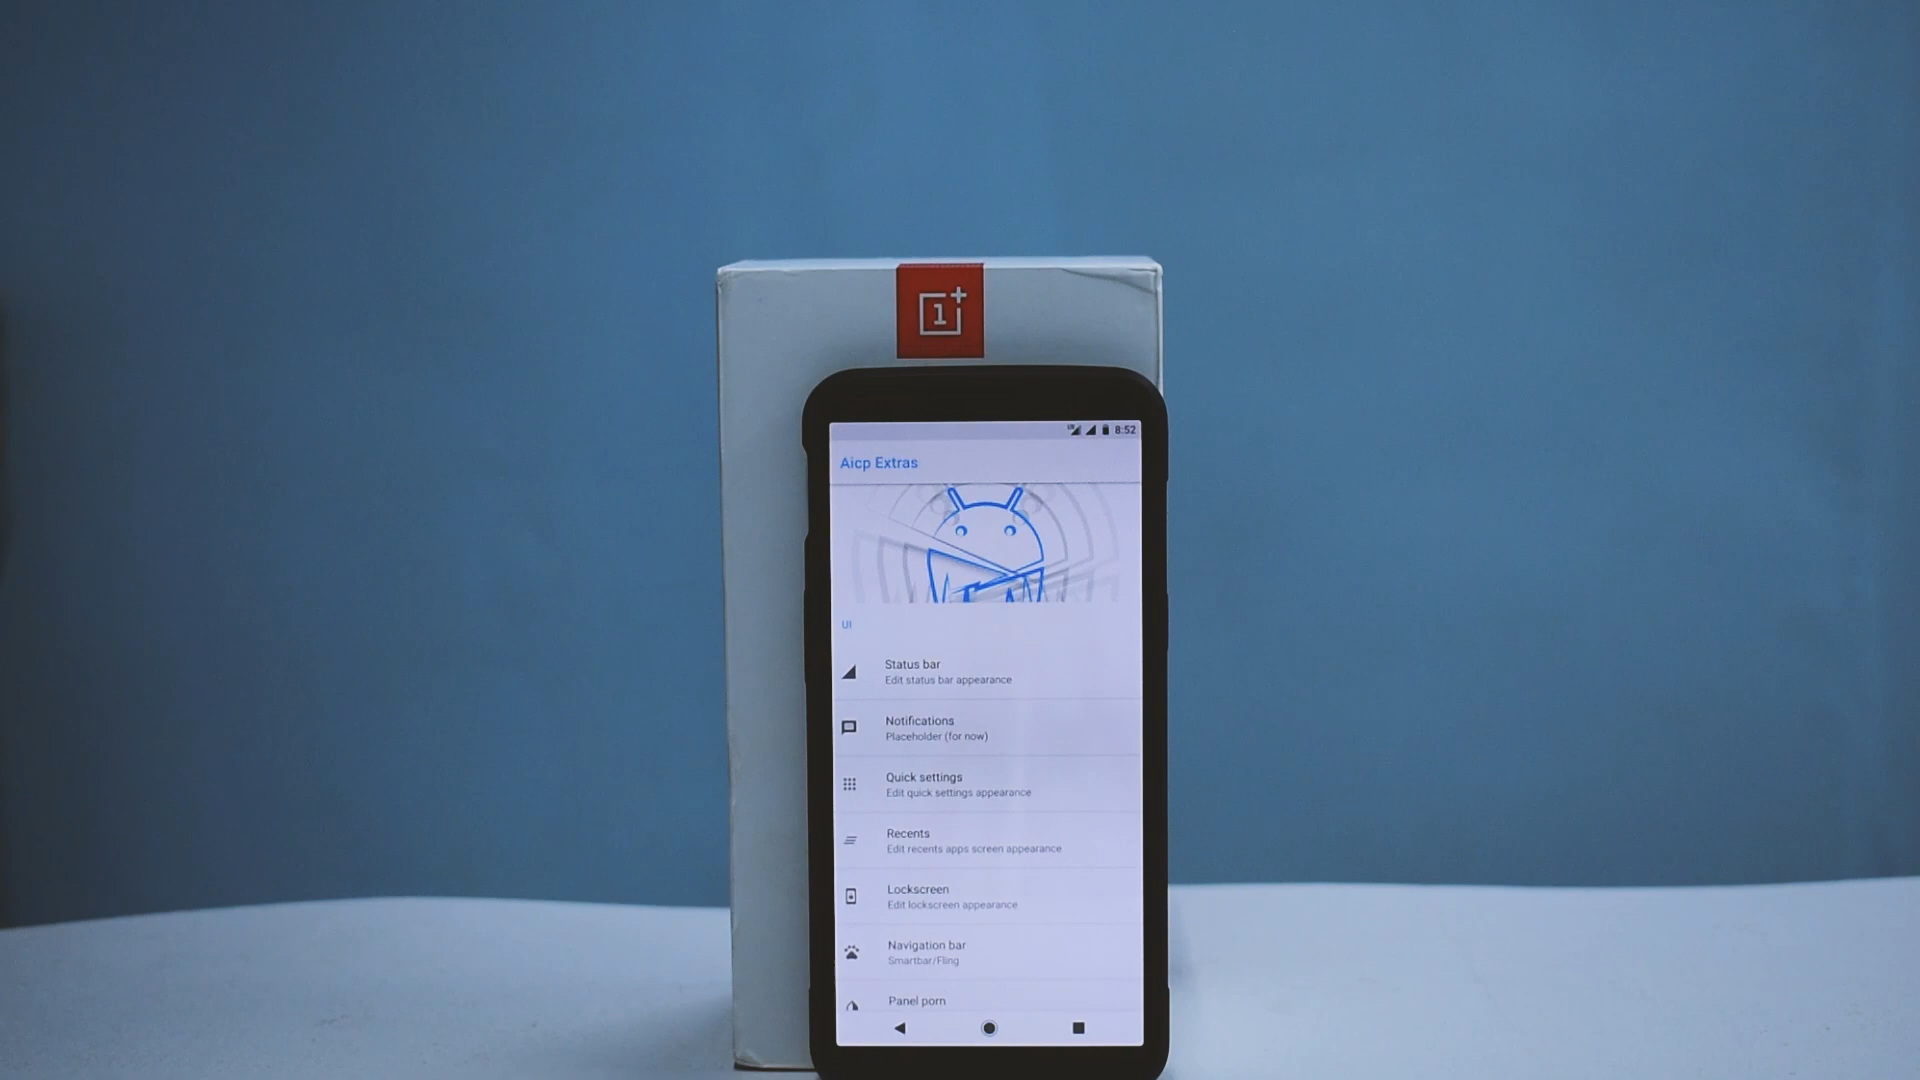 1+
8:52
Aicp Extras
UI
Status bar
Edit status bar appearance
Notifications
Placeholder (for now)
Quick settings
Edit quick settings appearance
Recents
Edit recents apps screen appearance
Lockscreen
Edit lockscreen appearance
Navigation bar
Smartbar/Fling
Panel porn